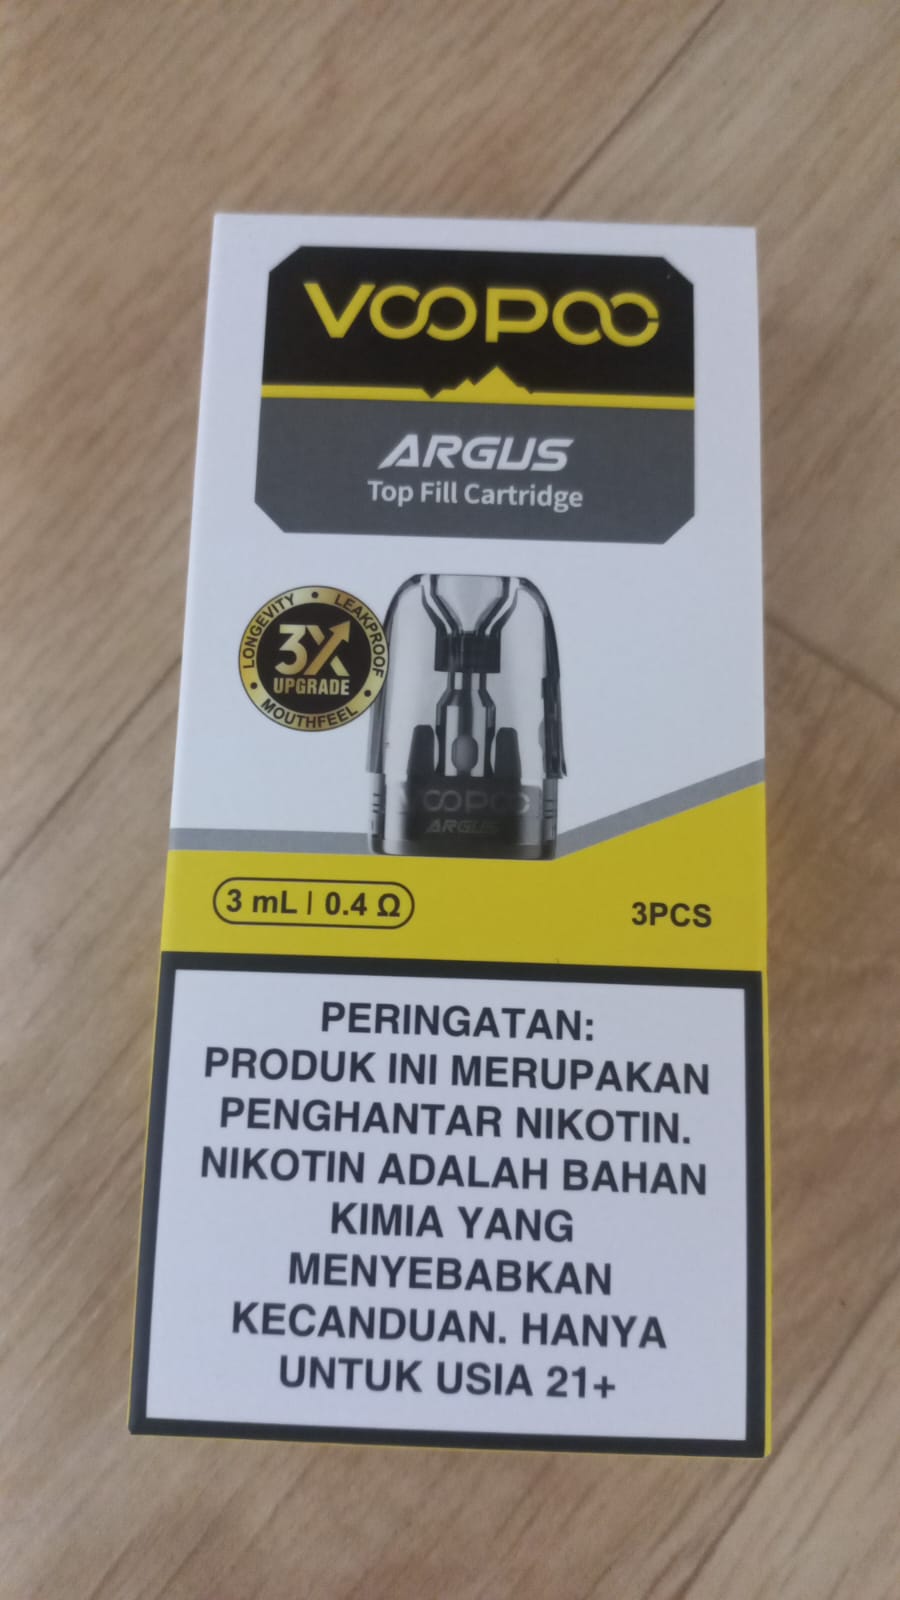 VOOPOO
ARGUS
Top Fill Cartridge
LONGEVITY • LEAKPROOF • MOUTHFEEL •
3X
UPGRADE
VOOPOO
ARGUS
3 mL | 0.4 Ω
3PCS
PERINGATAN:
PRODUK INI MERUPAKAN
PENGHANTAR NIKOTIN.
NIKOTIN ADALAH BAHAN
KIMIA YANG
MENYEBABKAN
KECANDUAN. HANYA
UNTUK USIA 21+